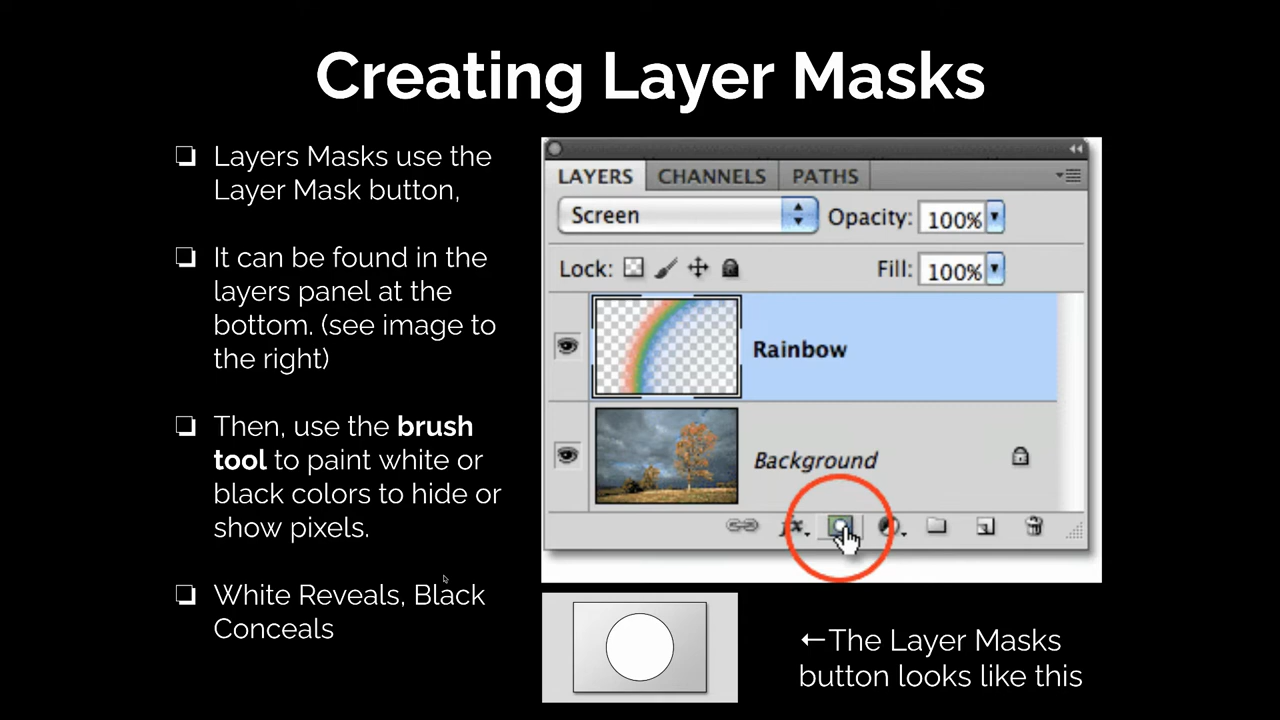 Creating Layer Masks
Layers Masks use the
Layer Mask button,
It can be found in the
layers panel at the
bottom. (see image to
the right)
Then, use the brush
tool to paint white or
black colors to hide or
show pixels.
White Reveals, Black
Conceals
LAYERS CHANNELS PATHS
Screen Opacity: 100%
Lock: Fill: 100%
Rainbow
Background
fx
←The Layer Masks
button looks like this